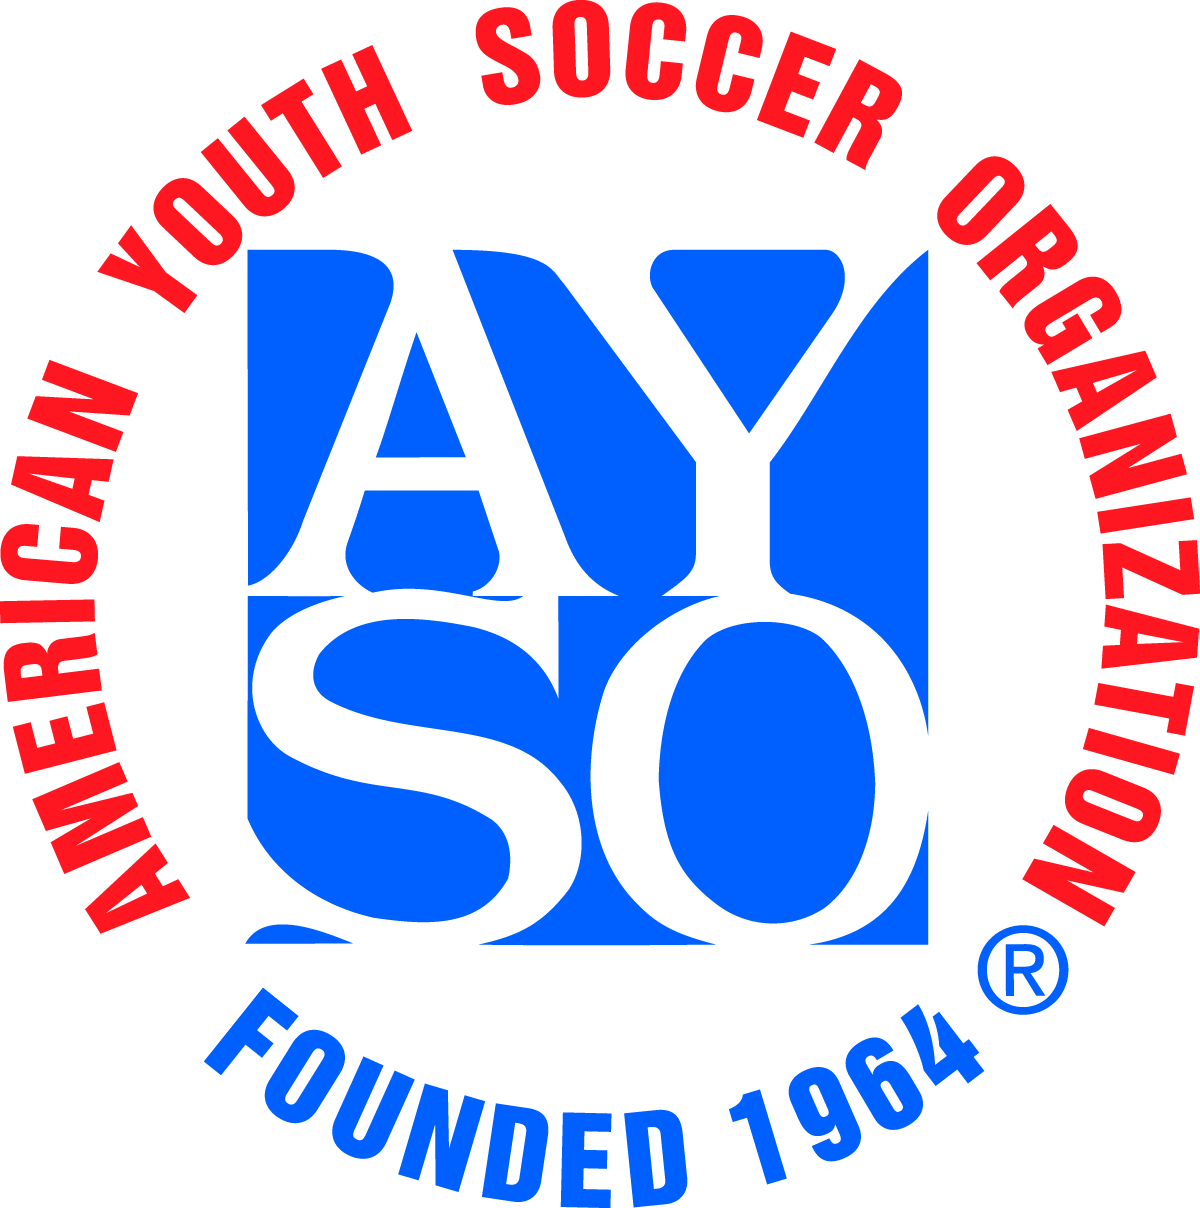 AMERICAN YOUTH SOCCER ORGANIZATION
AY
SO
®
FOUNDED 1964